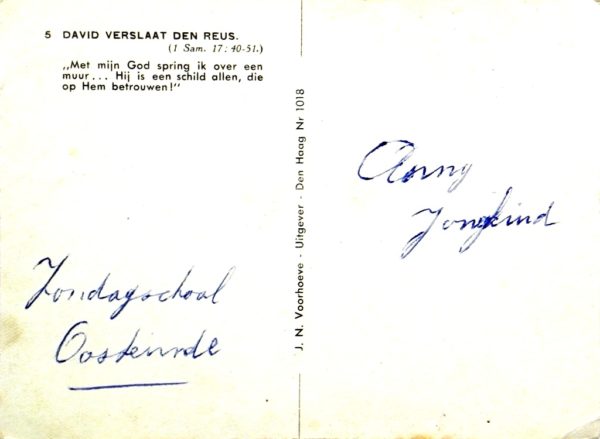 5 DAVID VERSLAAT DEN REUS.
(1 Sam. 17:40-51.)
„Met mijn God spring ik over een
muur... Hij is een schild allen, die
op Hem betrouwen!"
J. N. Voorhoeve - Uitgever - Den Haag Nr 1018
Anny
Jongkind
Zondagschool
Oosteinde